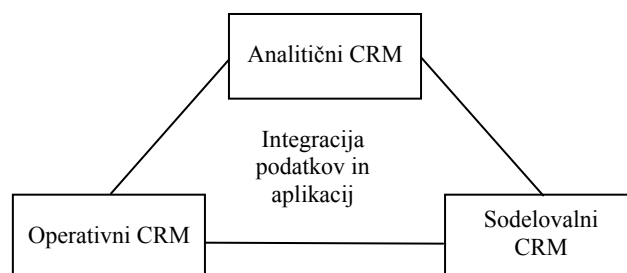 Analitični CRM
Integracija
podatkov in
aplikacij
Operativni CRM
Sodelovalni
CRM